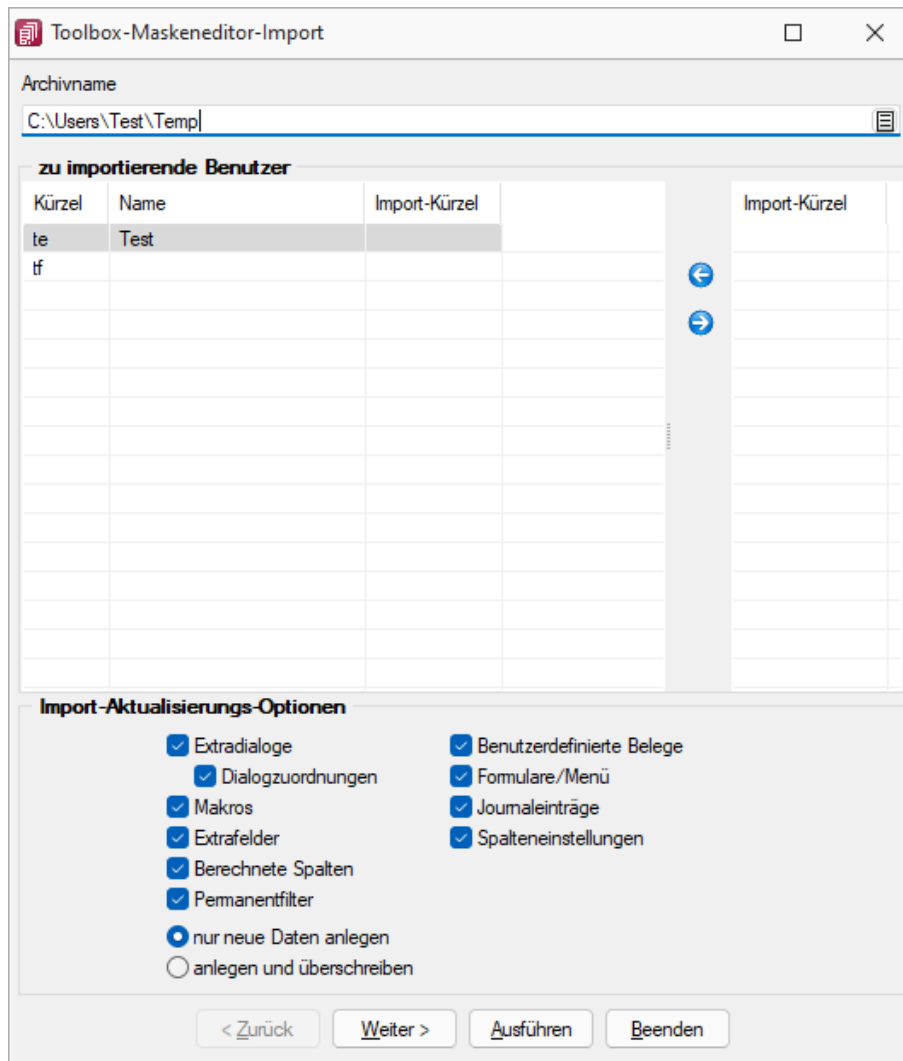 Toolbox-Maskeneditor-Import
Archivname
C:\Users\Test\Temp
zu importierende Benutzer
Kürzel Name Import-Kürzel Import-Kürzel
te Test
tf
Import-Aktualisierungs-Optionen
Extradialoge Benutzerdefinierte Belege
Dialogzuordnungen Formulare/Menü
Makros Journaleinträge
Extrafelder Spalteneinstellungen
Berechnete Spalten
Permanentfilter
nur neue Daten anlegen
anlegen und überschreiben
< Zurück Weiter > Ausführen Beenden